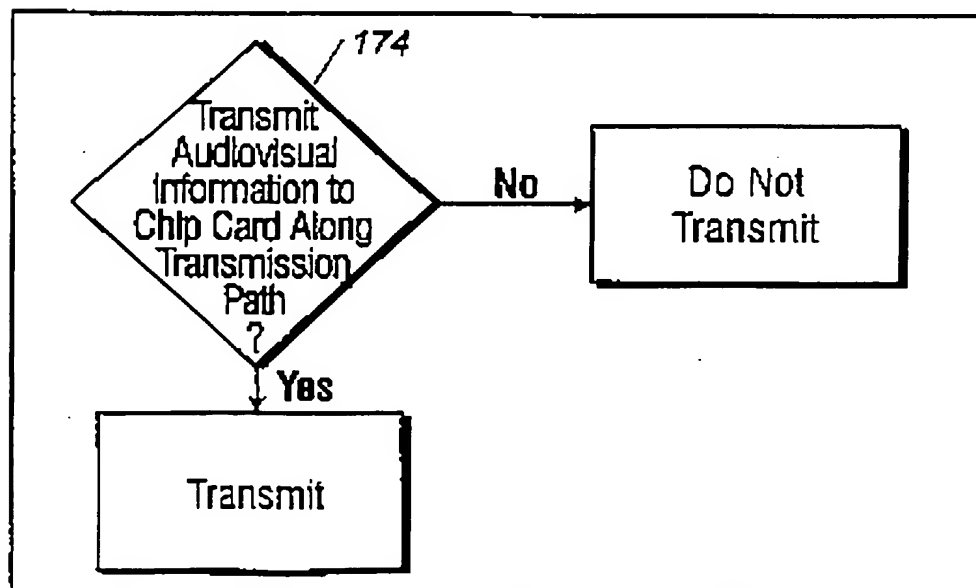 174
Transmit
Audiovisual
Information to
Chip Card Along
Transmission
Path
?
No
Do Not
Transmit
Yes
Transmit